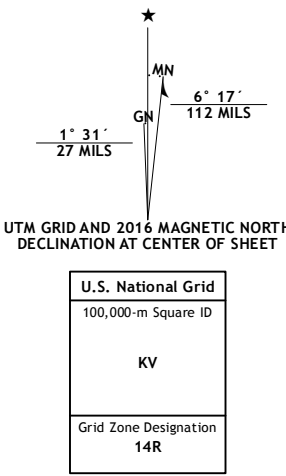 ★
MN
GN
6° 17´
112 MILS
1° 31´
27 MILS
UTM GRID AND 2016 MAGNETIC NORTH
DECLINATION AT CENTER OF SHEET
U.S. National Grid
100,000-m Square ID
KV
Grid Zone Designation
14R